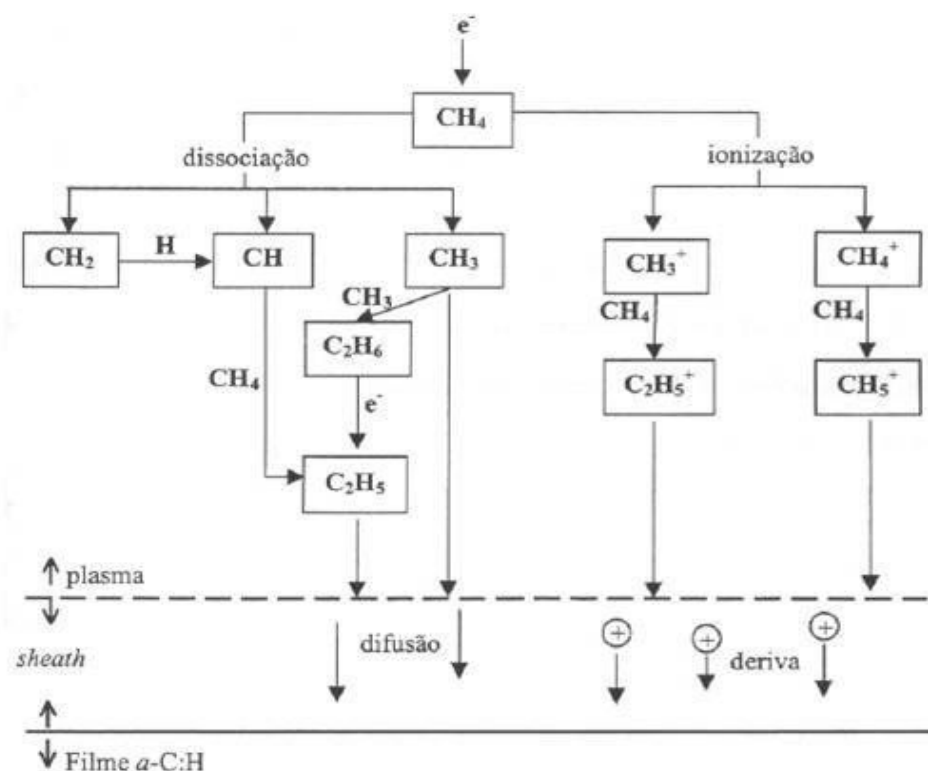 e⁻
CH₄
dissociação
ionização
CH₂
H
CH
CH₃
CH₃⁺
CH₄⁺
CH₃
CH₄
CH₄
C₂H₆
CH₄
e⁻
C₂H₅⁺
CH₅⁺
C₂H₅
plasma
sheath
difusão
+
+
+
deriva
Filme a-C:H